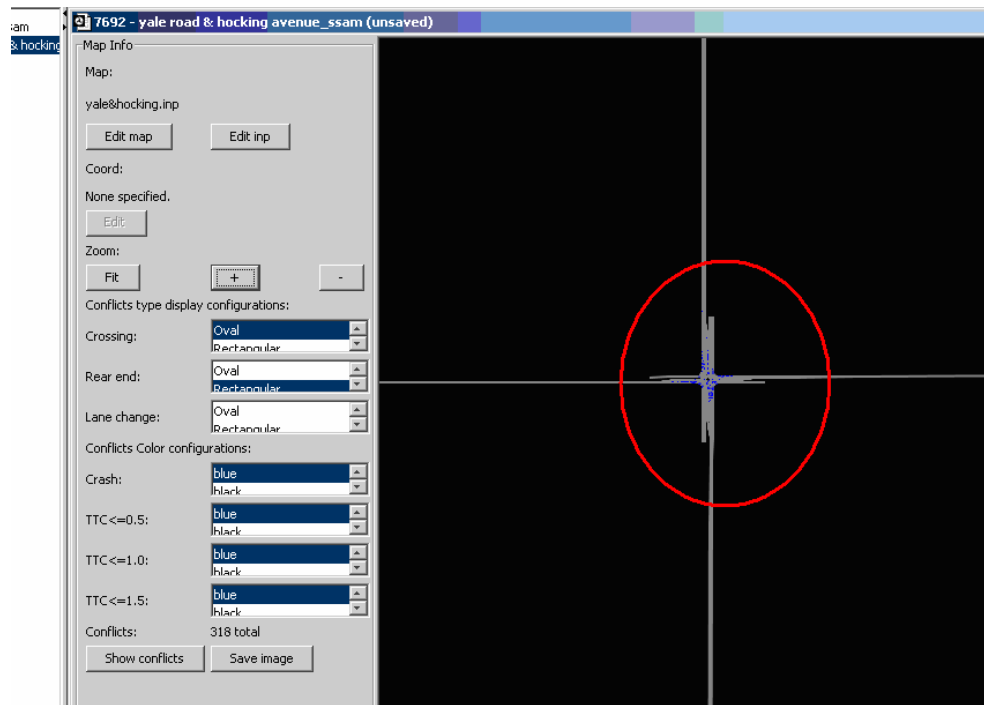 sam
& hocking
7692 - yale road & hocking avenue_ssam (unsaved)
Map Info
Map:
yale&hocking.inp
Edit map Edit inp
Coord:
None specified.
Edit
Zoom:
Fit + -
Conflicts type display configurations:
Crossing: Oval
Rectangular
Rear end: Oval
Rectangular
Lane change: Oval
Rectangular
Conflicts Color configurations:
Crash: blue
black
TTC<=0.5: blue
black
TTC<=1.0: blue
black
TTC<=1.5: blue
black
Conflicts: 318 total
Show conflicts Save image